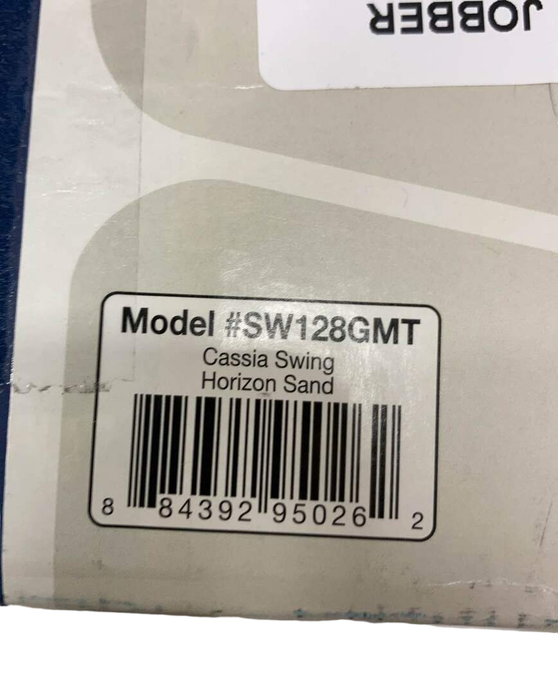 JOBBER
Model #SW128GMT
Cassia Swing
Horizon Sand
8 84392 95026 2